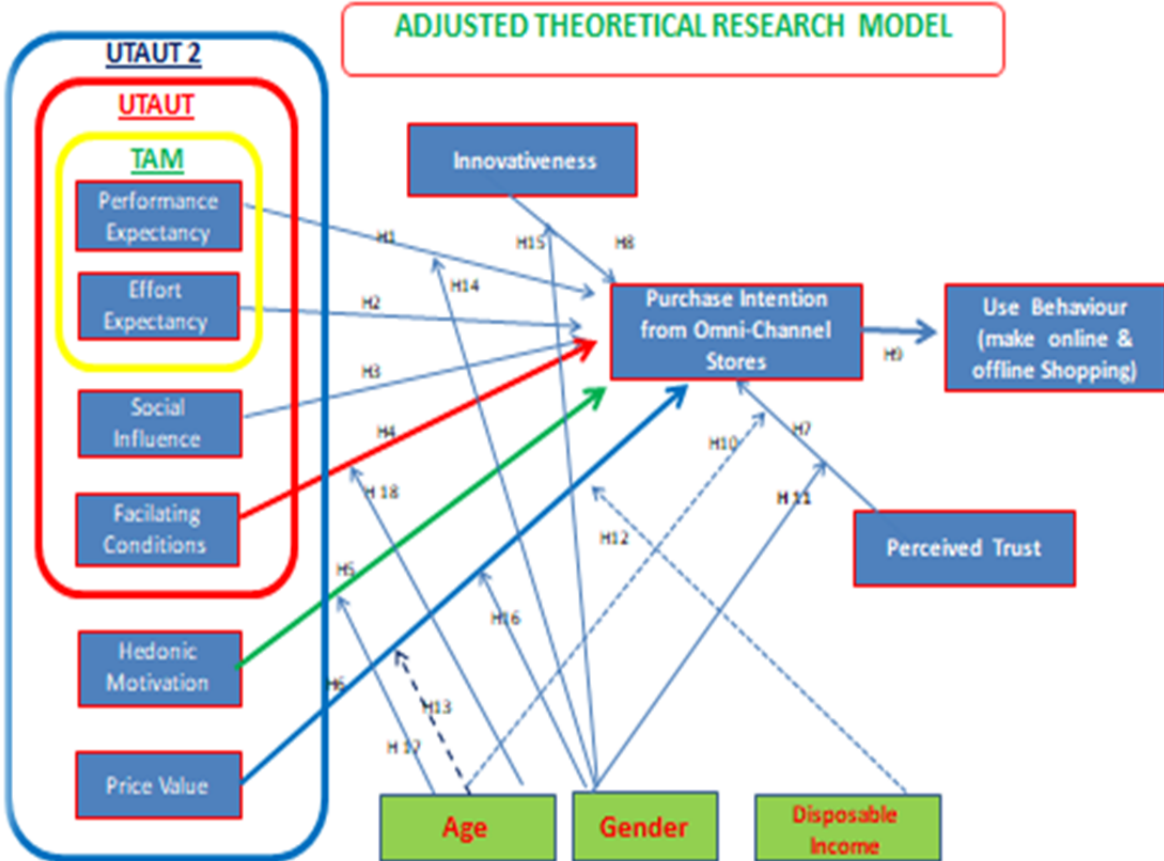 ADJUSTED THEORETICAL RESEARCH MODEL
UTAUT 2
UTAUT
TAM
Performance
Expectancy
Effort
Expectancy
Social
Influence
Facilating
Conditions
Hedonic
Motivation
Price Value
Innovativeness
Purchase Intention
from Omni-Channel
Stores
Use Behaviour
(make online &
offline Shopping)
Perceived Trust
Age
Gender
Disposable
Income
H1
H2
H3
H4
H5
H6
H7
H8
H9
H10
H 11
H12
H13
H14
H15
H16
H 17
H 18